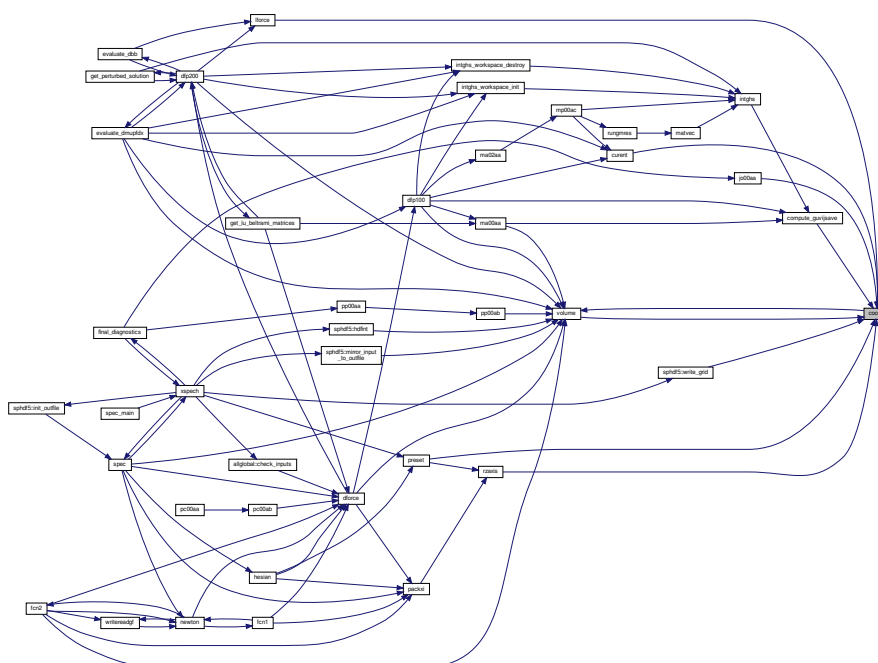 lforce
evaluate_dbb
get_perturbed_solution
dfp200
intghs_workspace_destroy
intghs_workspace_init
intghs
mp00ac
evaluate_dmupfdx
rungmres
matvec
ma02aa
curent
jo00aa
dfp100
get_lu_beltrami_matrices
ma00aa
compute_guvijsave
pp00aa
pp00ab
volume
coo
final_diagnostics
sphdf5::hdfint
sphdf5::mirror_input
_to_outfile
sphdf5::write_grid
xspech
sphdf5::init_outfile
spec_main
spec
allglobal::check_inputs
preset
rzaxis
dforce
pc00aa
pc00ab
hesian
packxi
fcn2
writereadgf
newton
fcn1